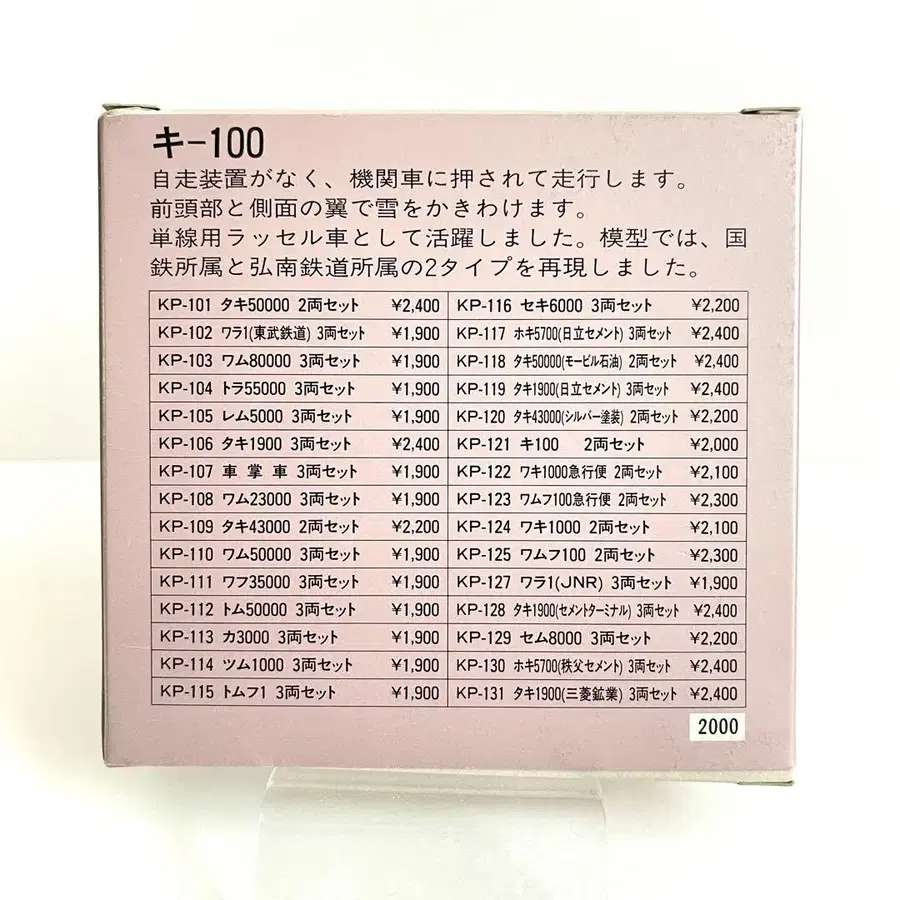 キ-100
自走装置がなく、機関車に押されて走行します。
前頭部と側面の翼で雪をかきわけます。
単線用ラッセル車として活躍しました。模型では、国
鉄所属と弘南鉄道所属の2タイプを再現しました。
KP-101 タキ50000 2両セット ¥2,400 KP-116 セキ6000 3両セット ¥2,200
KP-102 ワラ1(東武鉄道) 3両セット ¥1,900 KP-117 ホキ5700(日立セメント) 3両セット ¥2,400
KP-103 ワム80000 3両セット ¥1,900 KP-118 タキ50000(モービル石油) 2両セット ¥2,400
KP-104 トラ55000 3両セット ¥1,900 KP-119 タキ1900(日立セメント) 3両セット ¥2,400
KP-105 レム5000 3両セット ¥1,900 KP-120 タキ43000(シルバー塗装) 2両セット ¥2,200
KP-106 タキ1900 3両セット ¥2,400 KP-121 キ100 2両セット ¥2,000
KP-107 車 掌 車 3両セット ¥1,900 KP-122 ワキ1000急行便 2両セット ¥2,100
KP-108 ワム23000 3両セット ¥1,900 KP-123 ワムフ100急行便 2両セット ¥2,300
KP-109 タキ43000 2両セット ¥2,200 KP-124 ワキ1000 2両セット ¥2,100
KP-110 ワム50000 3両セット ¥1,900 KP-125 ワムフ100 2両セット ¥2,300
KP-111 ワフ35000 3両セット ¥1,900 KP-127 ワラ1(JNR) 3両セット ¥1,900
KP-112 トム50000 3両セット ¥1,900 KP-128 タキ1900(セメントターミナル) 3両セット ¥2,400
KP-113 カ3000 3両セット ¥1,900 KP-129 セム8000 3両セット ¥2,200
KP-114 ツム1000 3両セット ¥1,900 KP-130 ホキ5700(秩父セメント) 3両セット ¥2,400
KP-115 トムフ1 3両セット ¥1,900 KP-131 タキ1900(三菱鉱業) 3両セット ¥2,400
2000